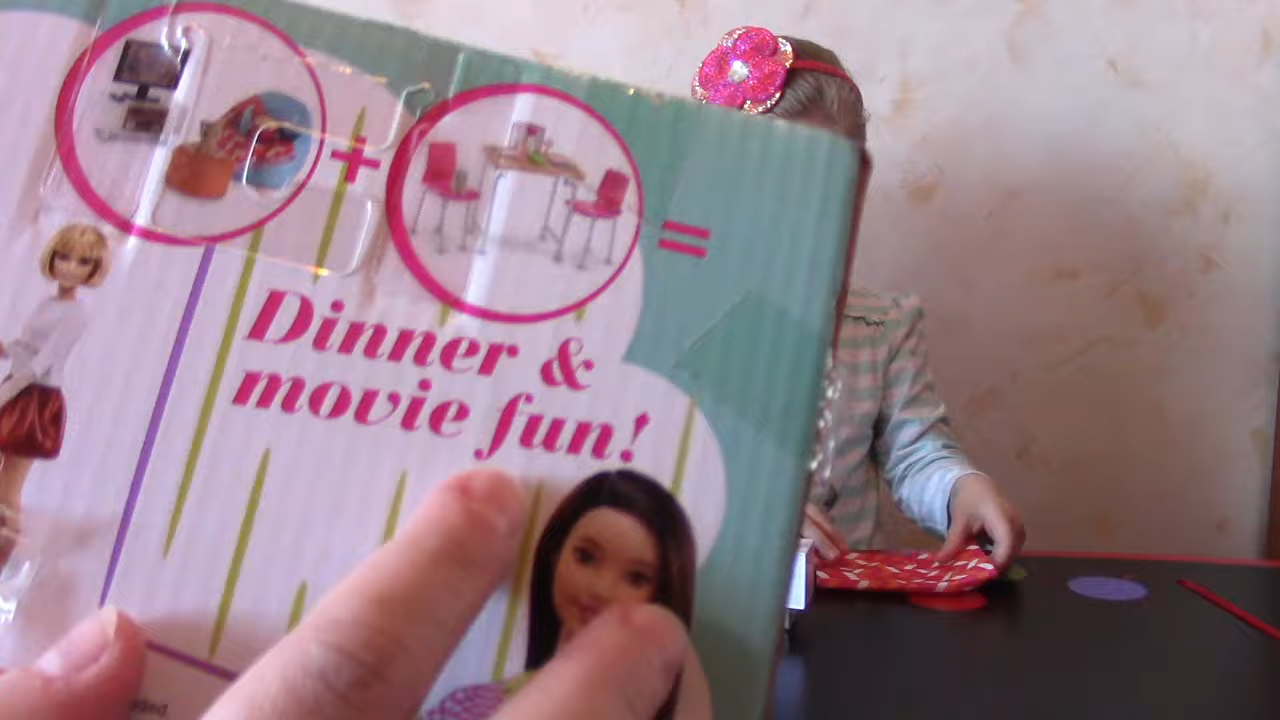 + =
Dinner &
movie fun!